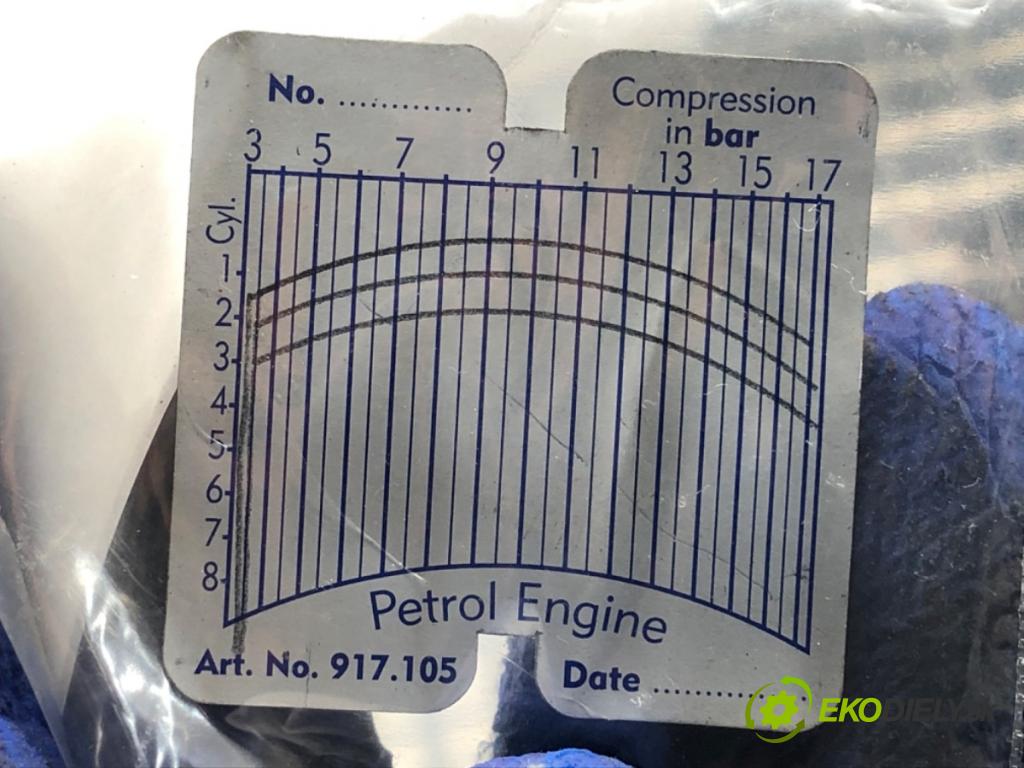 No. .............
Compression
in bar
3 5 7 9 11 13 15 17
Cyl.
1
2
3
4
5
6
7
8
Petrol Engine
Art. No. 917.105
Date .............
EKODIELY